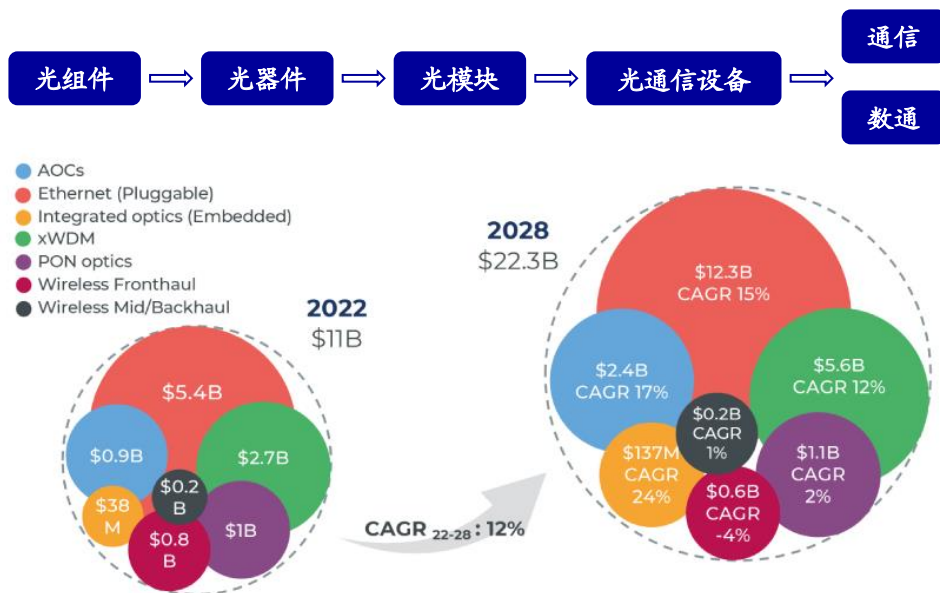 光组件
光器件
光模块
光通信设备
通信
数通
AOCs
Ethernet (Pluggable)
Integrated optics (Embedded)
xWDM
PON optics
Wireless Fronthaul
Wireless Mid/Backhaul
2022
$11B
$5.4B
$0.9B
$2.7B
$0.2
B
$38
M
$0.8
B
$1B
CAGR 22-28 : 12%
2028
$22.3B
$12.3B
CAGR 15%
$2.4B
CAGR 17%
$5.6B
CAGR 12%
$0.2B
CAGR
1%
$137M
CAGR
24%
$1.1B
CAGR
2%
$0.6B
CAGR
-4%